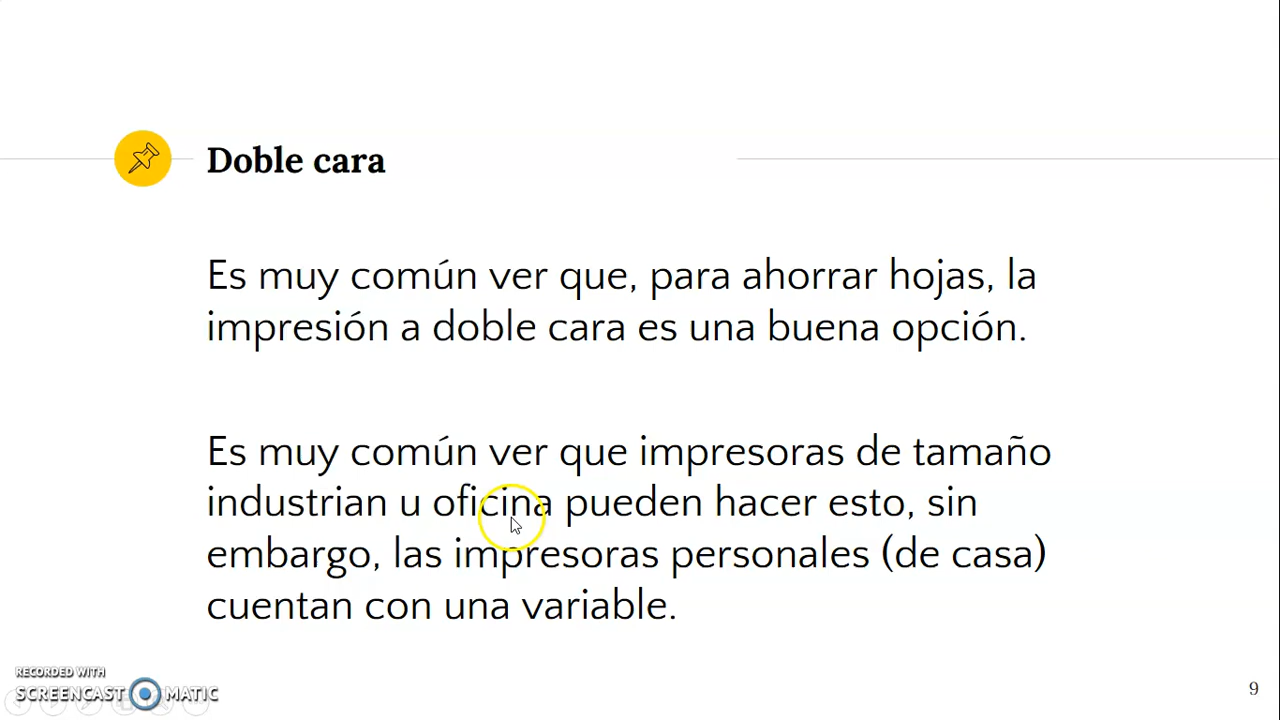 Doble cara
Es muy común ver que, para ahorrar hojas, la
impresión a doble cara es una buena opción.
Es muy común ver que impresoras de tamaño
industrian u oficina pueden hacer esto, sin
embargo, las impresoras personales (de casa)
cuentan con una variable.
RECORDED WITH
SCREENCAST MATIC
9